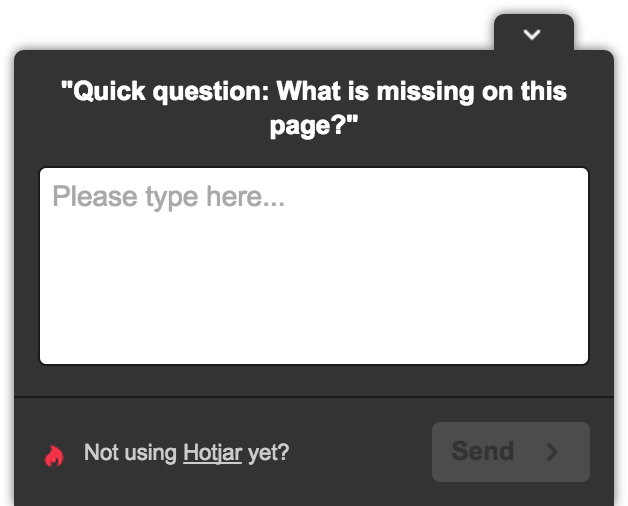 "Quick question: What is missing on this
page?"
Please type here...
Not using Hotjar yet?
Send